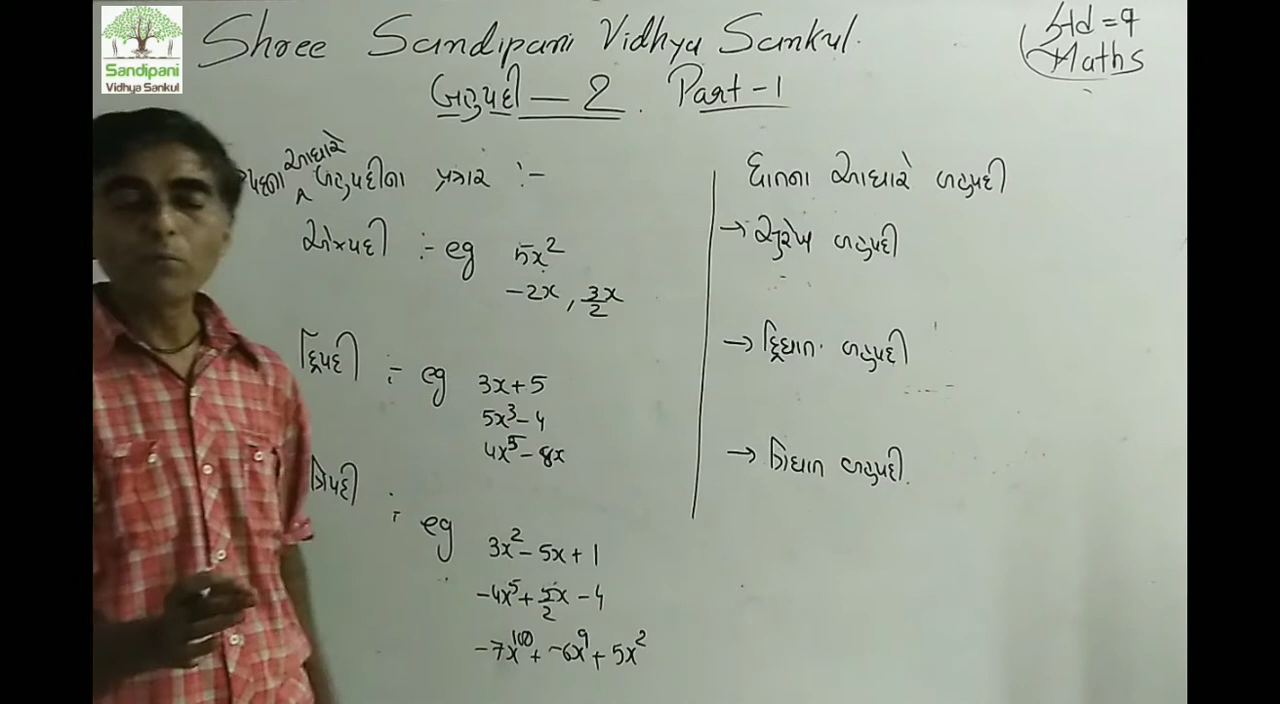 Sandipani
Vidhya Sankul
Shree Sandipani Vidhya Sankul.
Std = 9
Maths
બહુપદી – 2. Part - 1
પદના આધારે બહુપદીના પ્રકાર :-
એકપદી :- eg 5x²
-2x, 3x/2
દ્વિપદી :- eg 3x + 5
5x³ - 4
4x⁵ - 8x
ત્રિપદી :- eg
3x² - 5x + 1
-4x⁵ + 5/2x - 4
-7x¹⁰⁰ + -6x⁹ + 5x²
ઘાતના આધારે બહુપદી
→ સુરેખ બહુપદી
→ દ્વિઘાત બહુપદી
→ ત્રિઘાત બહુપદી.